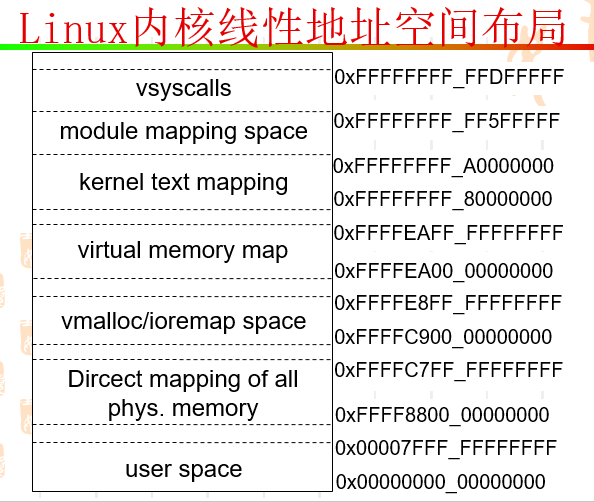 Linux内核线性地址空间布局
vsyscalls
0xFFFFFFFF_FFDFFFFF
module mapping space
0xFFFFFFFF_FF5FFFFF
kernel text mapping
0xFFFFFFFF_A0000000
0xFFFFFFFF_80000000
virtual memory map
0xFFFFEAFF_FFFFFFFF
0xFFFFEA00_00000000
vmalloc/ioremap space
0xFFFFE8FF_FFFFFFFF
0xFFFFC900_00000000
Dircect mapping of all
phys. memory
0xFFFFC7FF_FFFFFFFF
0xFFFF8800_00000000
user space
0x00007FFF_FFFFFFFF
0x00000000_00000000